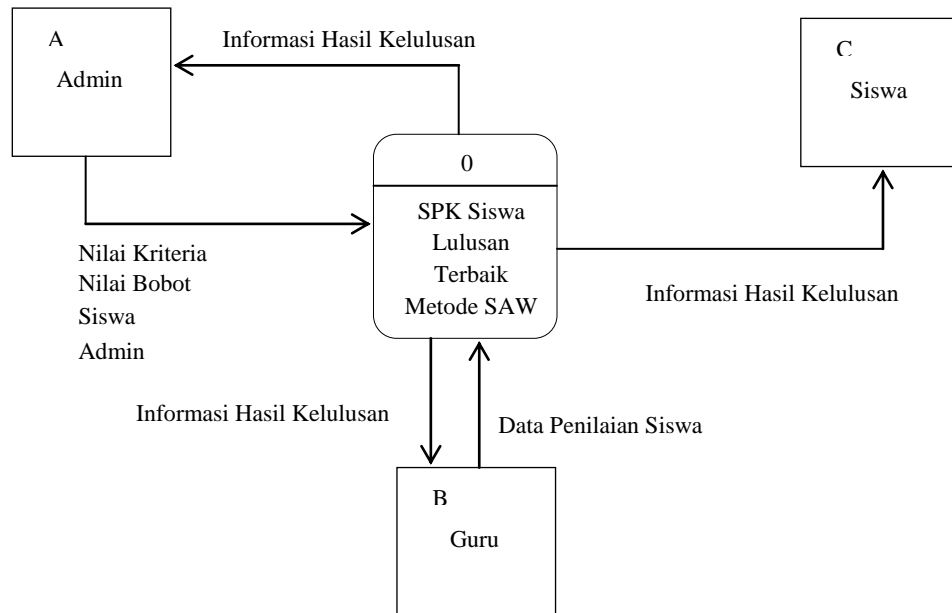 A
Admin
Informasi Hasil Kelulusan
C
Siswa
0
SPK Siswa
Lulusan
Terbaik
Metode SAW
Nilai Kriteria
Nilai Bobot
Siswa
Admin
Informasi Hasil Kelulusan
Informasi Hasil Kelulusan
Data Penilaian Siswa
B
Guru